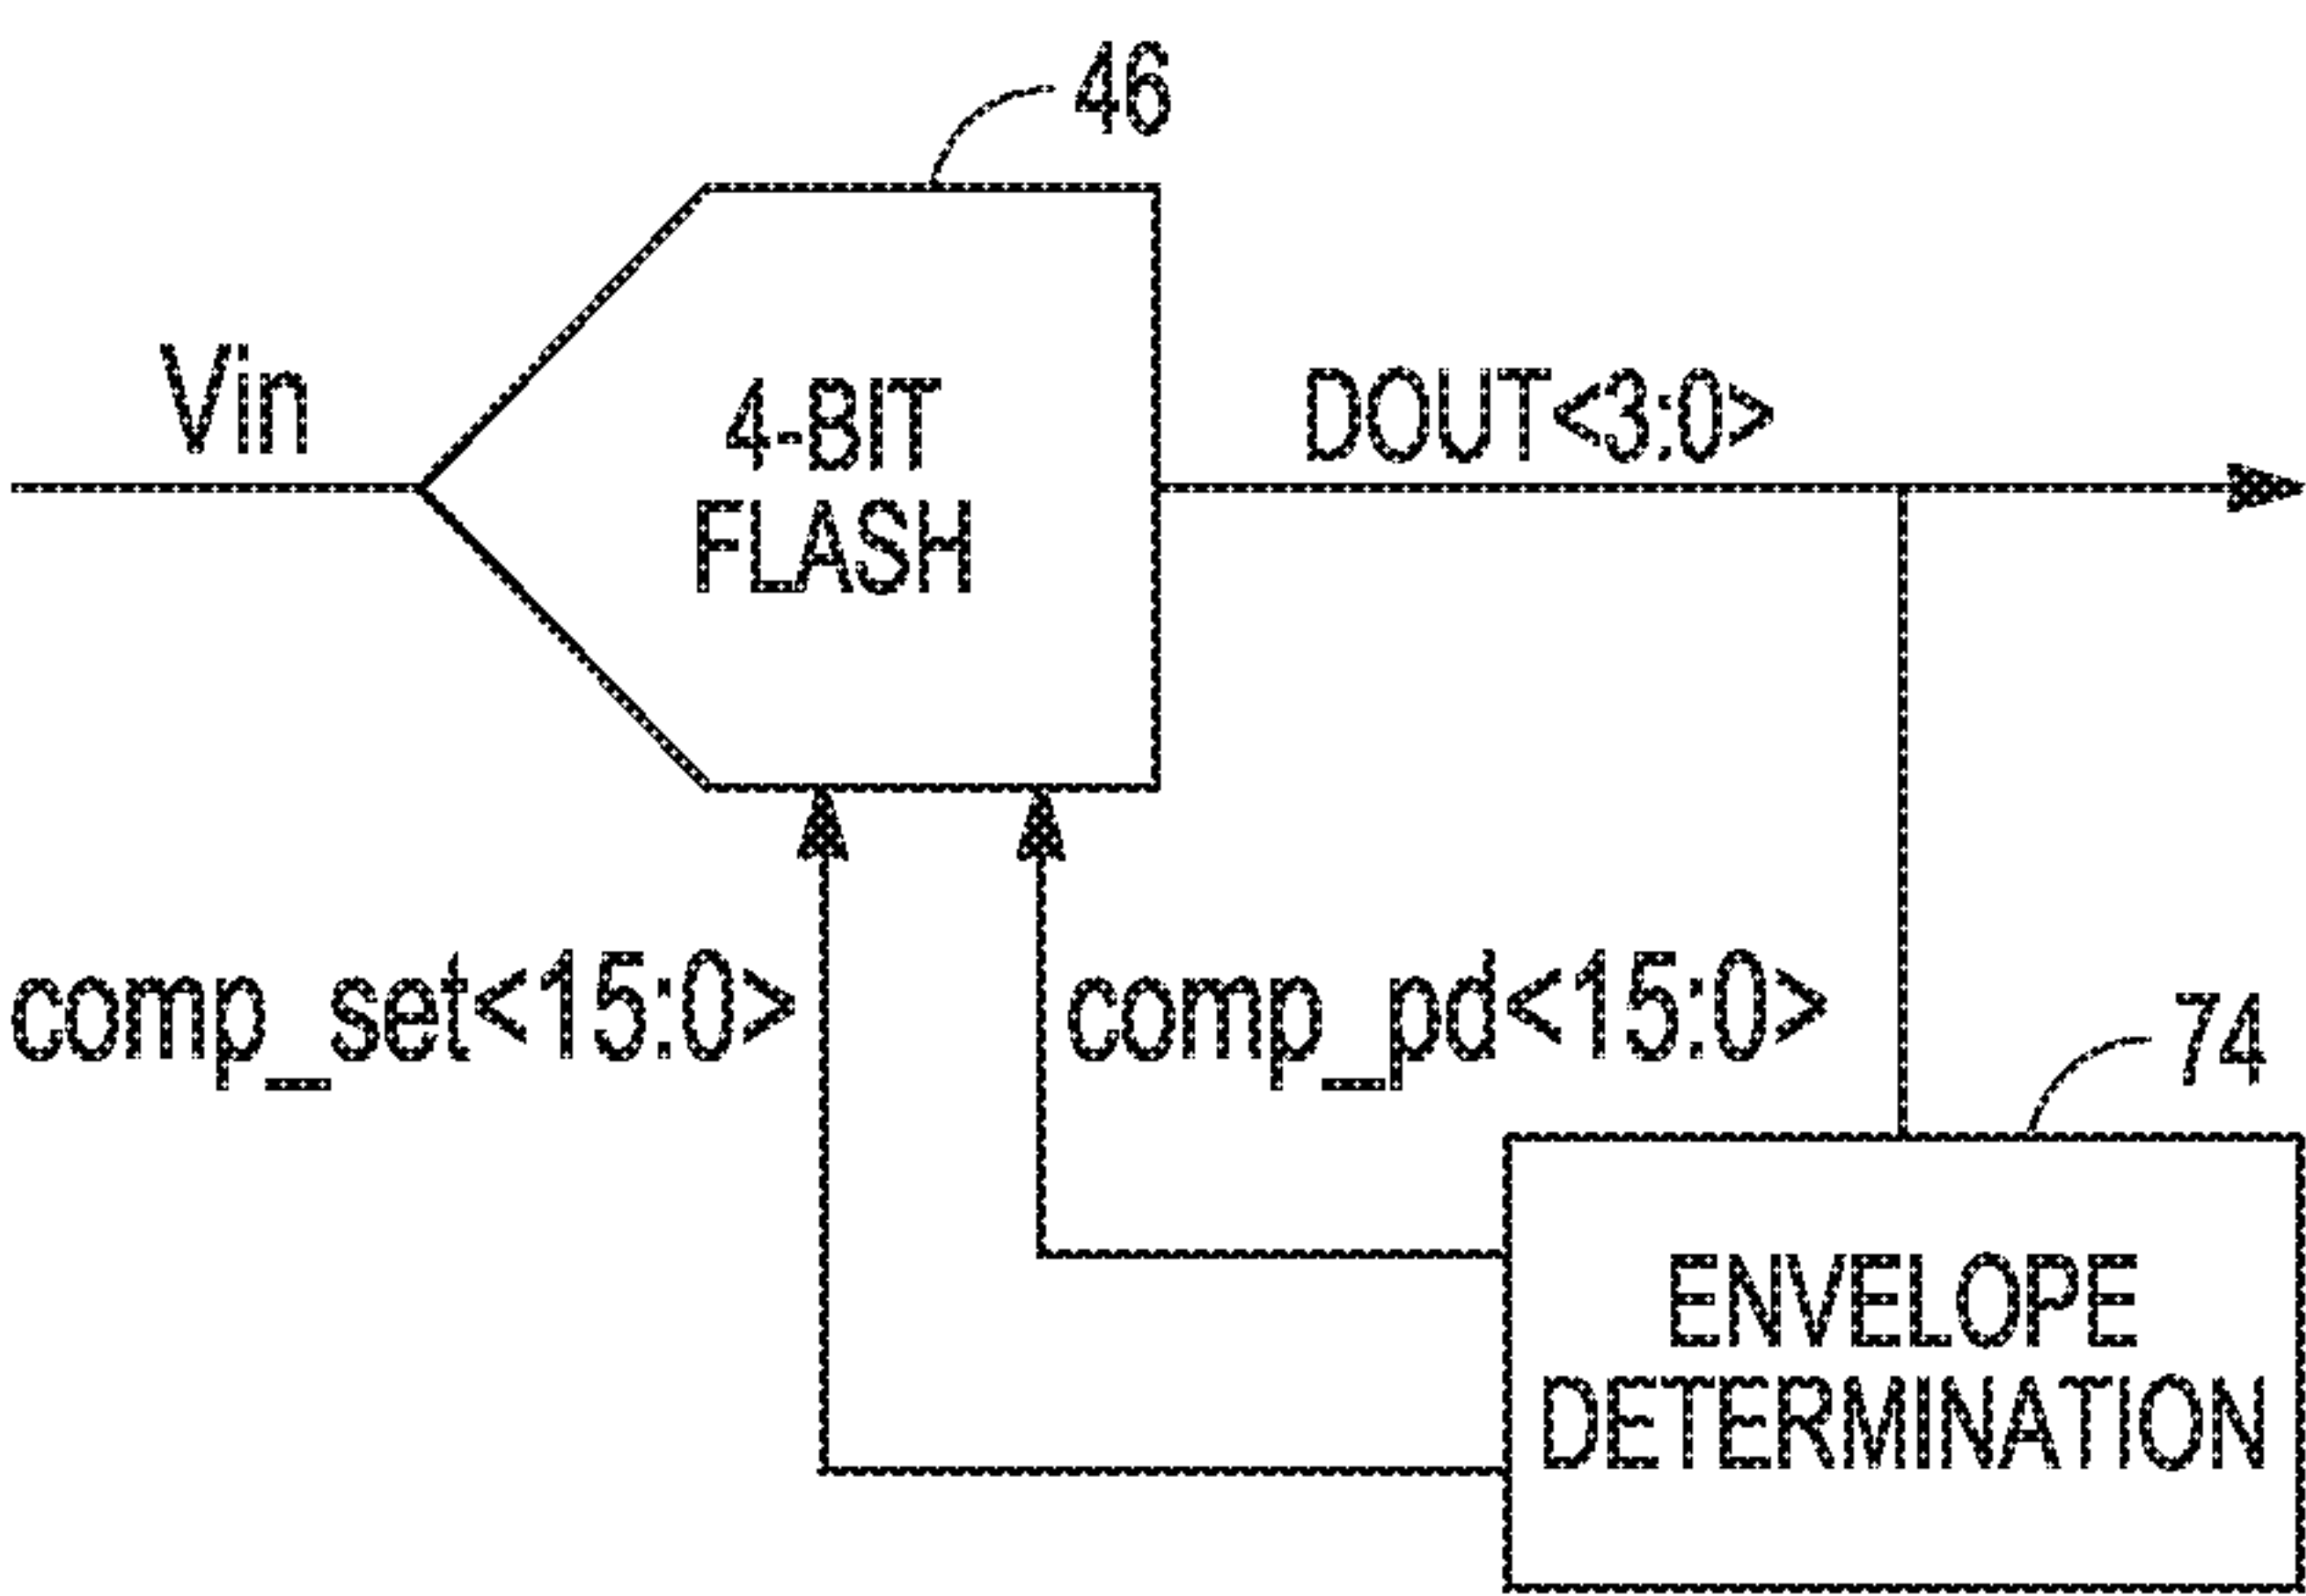 46
Vin
4-BIT
FLASH
DOUT<3:0>
comp_set<15:0>
comp_pd<15:0>
74
ENVELOPE
DETERMINATION